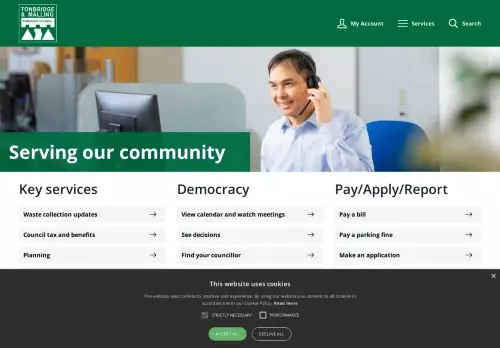 TONBRIDGE
& MALLING
BOROUGH COUNCIL
My Account
Services
Search
Serving our community
Key services
Democracy
Pay/Apply/Report
Waste collection updates
View calendar and watch meetings
Pay a bill
Council tax and benefits
See decisions
Pay a parking fine
Planning
Find your councillor
Make an application
This website uses cookies
This website uses cookies to improve user experience. By using our website you consent to all cookies in
accordance with our Cookie Policy. Read more
STRICTLY NECESSARY
PERFORMANCE
ACCEPT ALL
DECLINE ALL